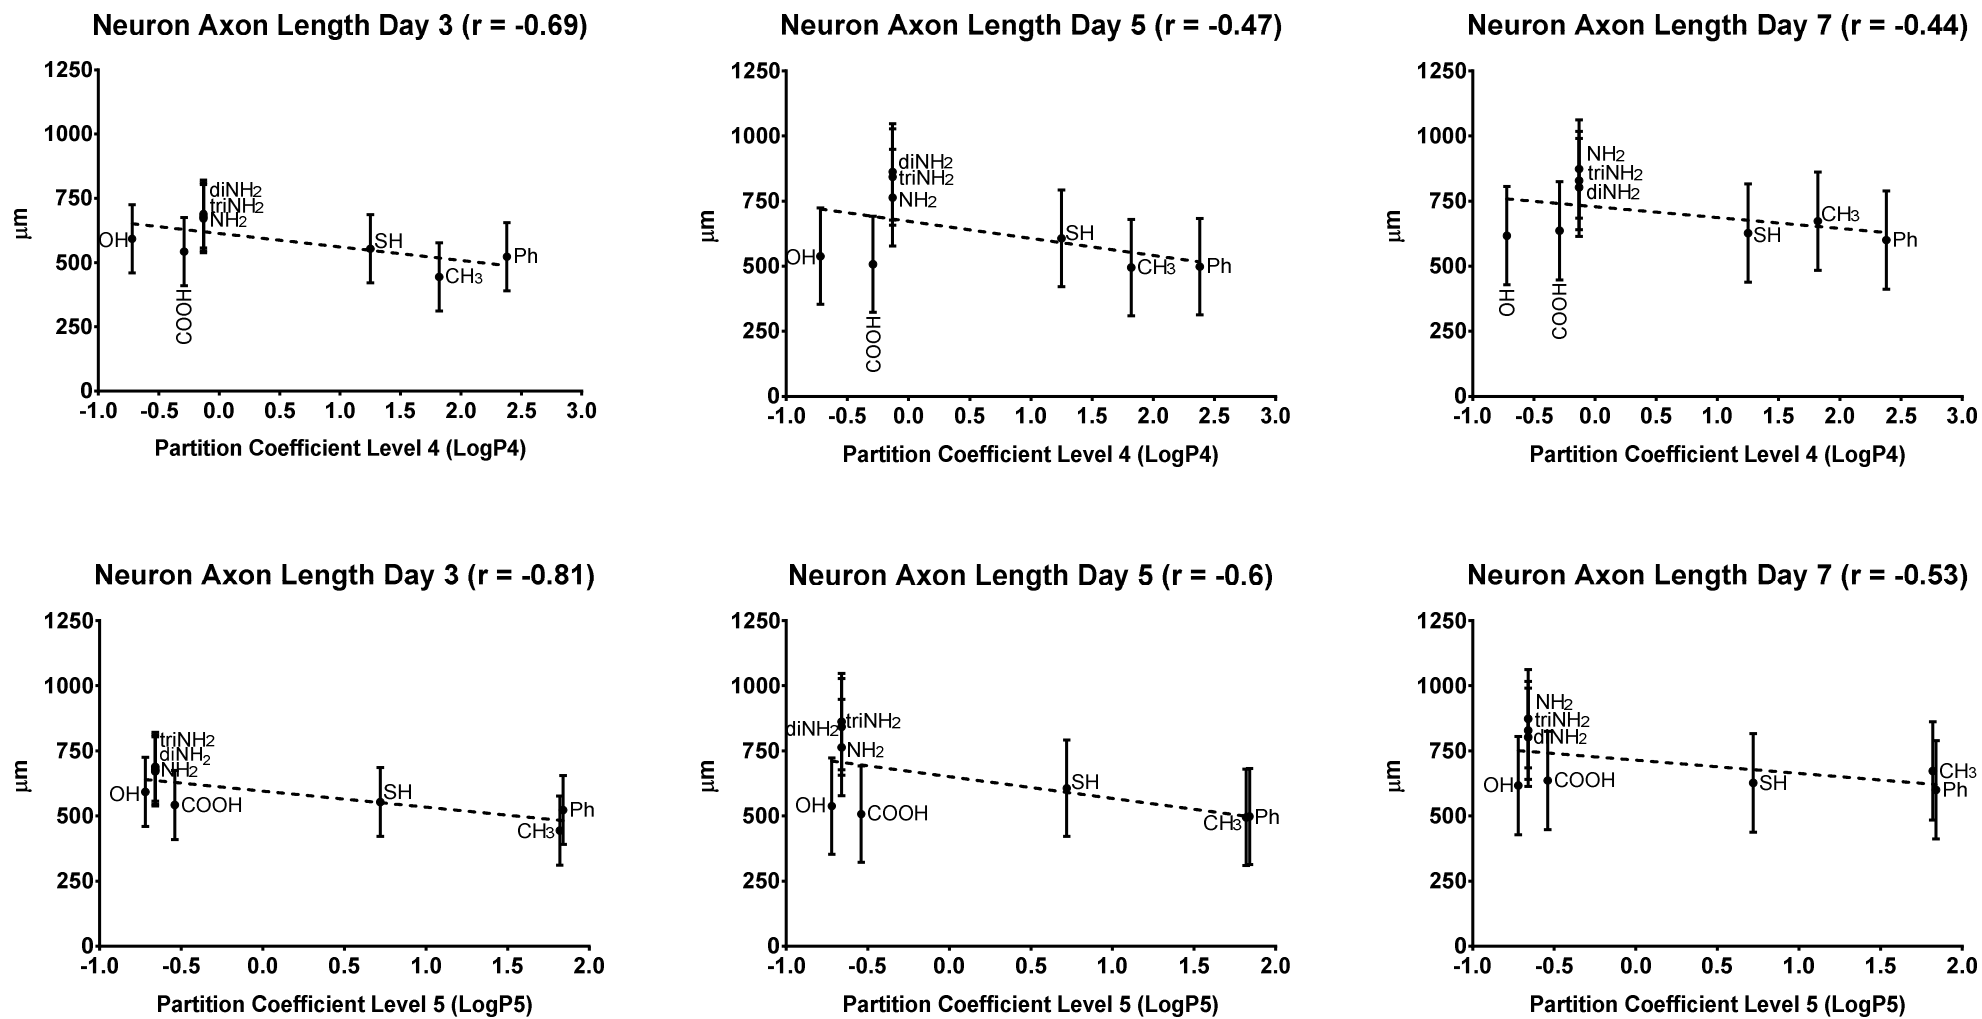 Neuron Axon Length Day 3 (r = -0.69)
1250
1000
750
500
250
0
μm
OH
COOH
diNH2
triNH2
NH2
SH
CH3
Ph
-1.0 -0.5 0.0 0.5 1.0 1.5 2.0 2.5 3.0
Partition Coefficient Level 4 (LogP4)
Neuron Axon Length Day 5 (r = -0.47)
1250
1000
750
500
250
0
μm
OH
COOH
diNH2
triNH2
NH2
SH
CH3
Ph
-1.0 -0.5 0.0 0.5 1.0 1.5 2.0 2.5 3.0
Partition Coefficient Level 4 (LogP4)
Neuron Axon Length Day 7 (r = -0.44)
1250
1000
750
500
250
0
μm
OH
COOH
NH2
triNH2
diNH2
SH
CH3
Ph
-1.0 -0.5 0.0 0.5 1.0 1.5 2.0 2.5 3.0
Partition Coefficient Level 4 (LogP4)
Neuron Axon Length Day 3 (r = -0.81)
1250
1000
750
500
250
0
μm
OH
triNH2
diNH2
NH2
COOH
SH
CH3
Ph
-1.0 -0.5 0.0 0.5 1.0 1.5 2.0
Partition Coefficient Level 5 (LogP5)
Neuron Axon Length Day 5 (r = -0.6)
1250
1000
750
500
250
0
μm
diNH2
triNH2
NH2
OH
COOH
SH
CH3
Ph
-1.0 -0.5 0.0 0.5 1.0 1.5 2.0
Partition Coefficient Level 5 (LogP5)
Neuron Axon Length Day 7 (r = -0.53)
1250
1000
750
500
250
0
μm
NH2
triNH2
diNH2
OH
COOH
SH
CH3
Ph
-1.0 -0.5 0.0 0.5 1.0 1.5 2.0
Partition Coefficient Level 5 (LogP5)